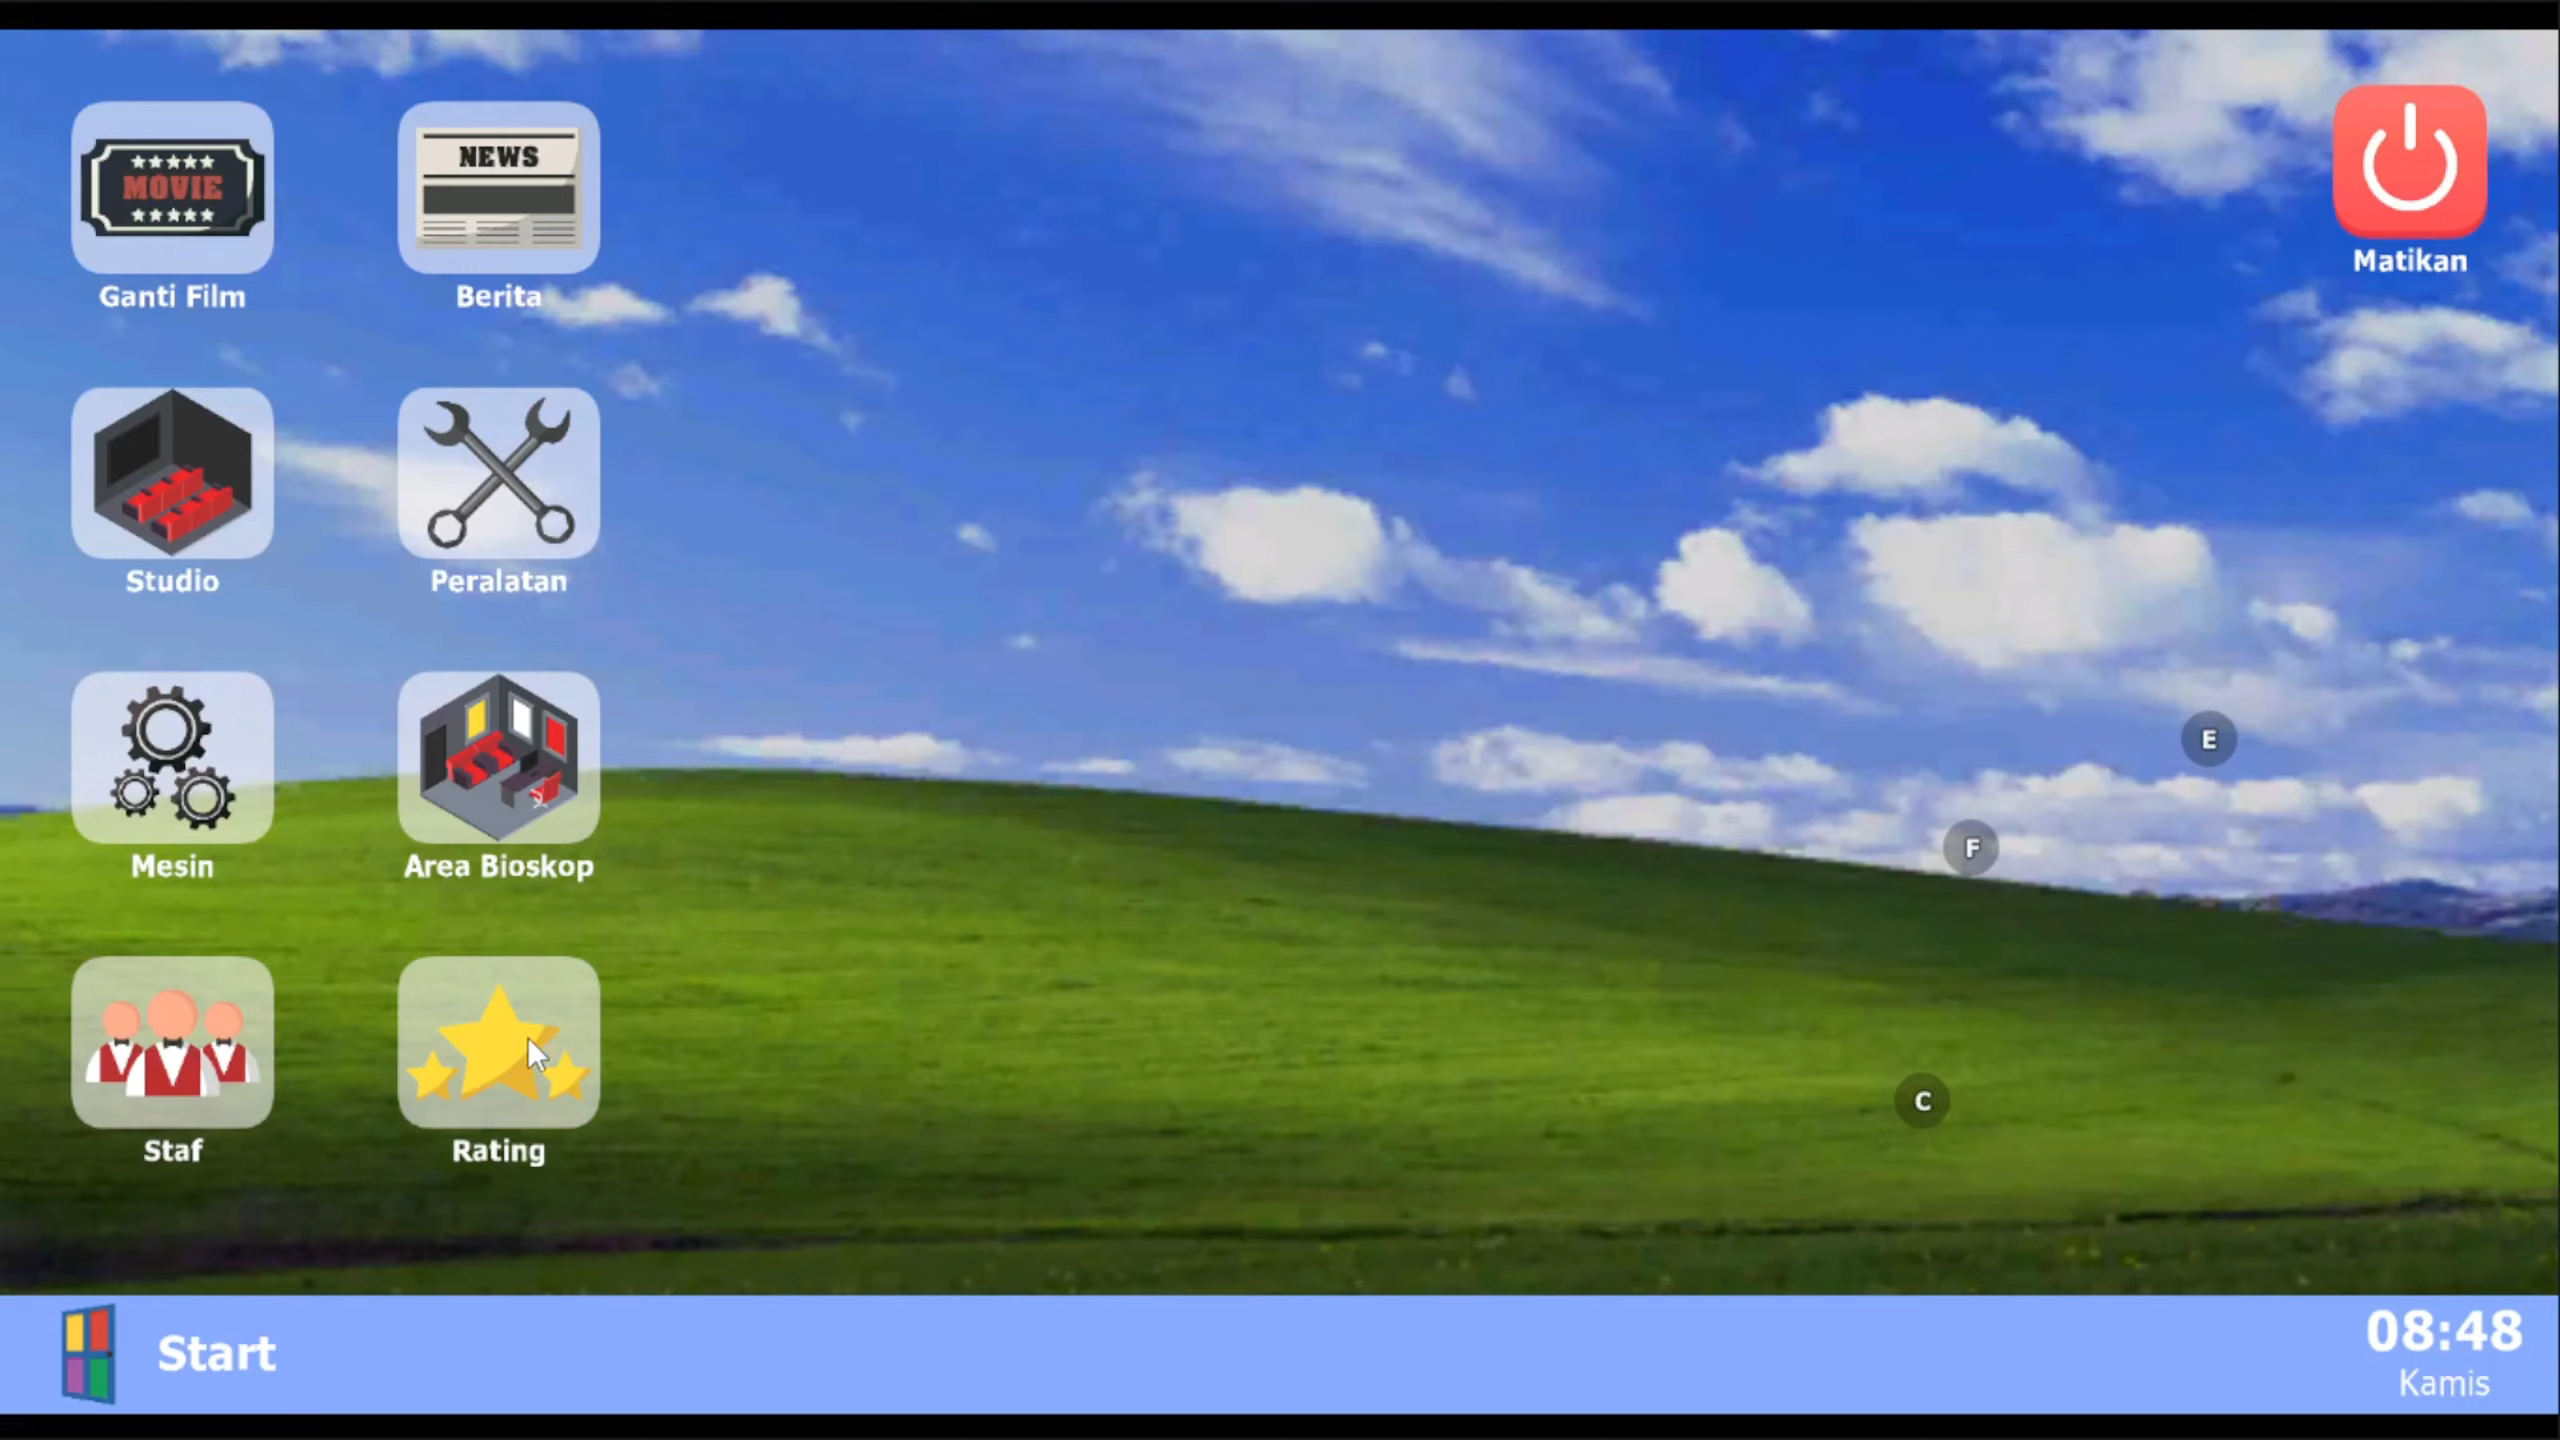 MOVIE
Ganti Film
NEWS
Berita
Matikan
Studio
Peralatan
Mesin
Area Bioskop
E
F
Staf
Rating
C
Start
08:48
Kamis